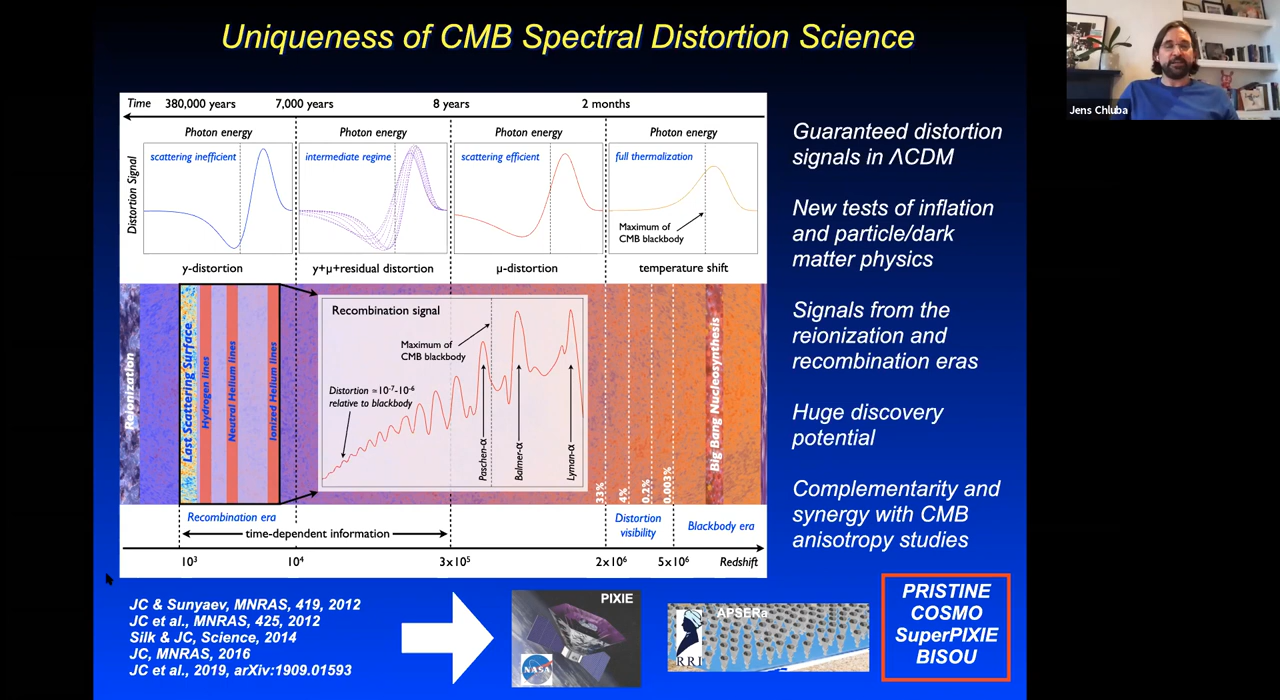 Uniqueness of CMB Spectral Distortion Science
Jens Chluba
Time 380,000 years 7,000 years 8 years 2 months
Photon energy Photon energy Photon energy Photon energy
Distortion Signal
scattering inefficient intermediate regime scattering efficient full thermalization
Maximum of
CMB blackbody
y-distortion y+μ+residual distortion μ-distortion temperature shift
Reionization
Last Scattering Surface
Hydrogen lines
Neutral Helium lines
Ionized Helium lines
Recombination signal
Maximum of
CMB blackbody
Distortion ≃10⁻⁷-10⁻⁶
relative to blackbody
Paschen-α
Balmer-α
Lyman-α
33%
4%
0.2%
0.003%
Big Bang Nucleosynthesis
Recombination era
time-dependent information
Distortion
visibility
Blackbody era
10³ 10⁴ 3x10⁵ 2x10⁶ 5x10⁶ Redshift
Guaranteed distortion
signals in ΛCDM
New tests of inflation
and particle/dark
matter physics
Signals from the
reionization and
recombination eras
Huge discovery
potential
Complementarity and
synergy with CMB
anisotropy studies
JC & Sunyaev, MNRAS, 419, 2012
JC et al., MNRAS, 425, 2012
Silk & JC, Science, 2014
JC, MNRAS, 2016
JC et al., 2019, arXiv:1909.01593
PIXIE
NASA
APSERa
RRI
PRISTINE
COSMO
SuperPIXIE
BISOU